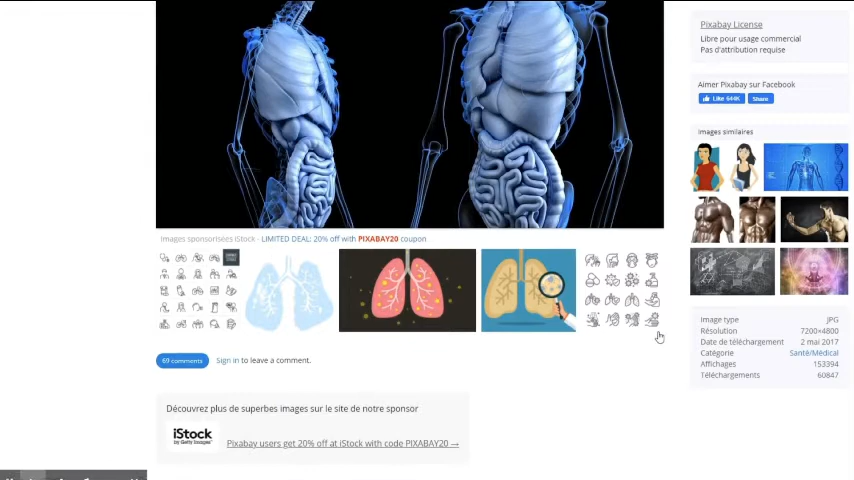 Pixabay License
Libre pour usage commercial
Pas d'attribution requise
Aimer Pixabay sur Facebook
Like 644K Share
Images similaires
Images sponsorisées iStock - LIMITED DEAL: 20% off with PIXABAY20 coupon
Image type JPG
Résolution 7200×4800
Date de téléchargement 2 mai 2017
Catégorie Santé/Médical
Affichages 153394
Téléchargements 60847
69 comments Sign in to leave a comment.
Découvrez plus de superbes images sur le site de notre sponsor
iStock
by Getty Images
Pixabay users get 20% off at iStock with code PIXABAY20 →